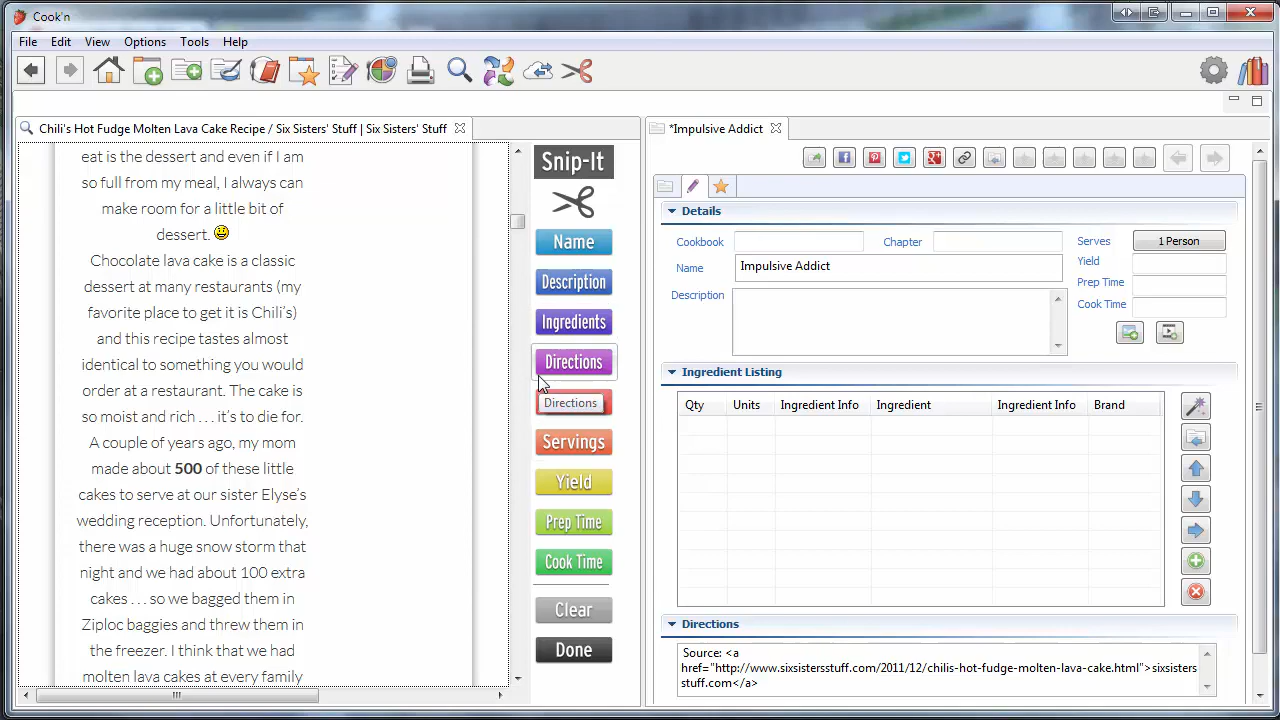 Cook'n
File Edit View Options Tools Help
Chili's Hot Fudge Molten Lava Cake Recipe / Six Sisters' Stuff | Six Sisters' Stuff
eat is the dessert and even if I am
so full from my meal, I always can
make room for a little bit of
dessert.
Chocolate lava cake is a classic
dessert at many restaurants (my
favorite place to get it is Chili's)
and this recipe tastes almost
identical to something you would
order at a restaurant. The cake is
so moist and rich . . . it's to die for.
A couple of years ago, my mom
made about 500 of these little
cakes to serve at our sister Elyse's
wedding reception. Unfortunately,
there was a huge snow storm that
night and we had about 100 extra
cakes . . . so we bagged them in
Ziploc baggies and threw them in
the freezer. I think that we had
molten lava cakes at every family
Snip-It
Name
Description
Ingredients
Directions
Directions
Servings
Yield
Prep Time
Cook Time
Clear
Done
*Impulsive Addict
Details
Cookbook Chapter Serves 1 Person
Name Impulsive Addict Yield
Description Prep Time
Cook Time
Ingredient Listing
Qty Units Ingredient Info Ingredient Ingredient Info Brand
Directions
Source: <a
href="http://www.sixsistersstuff.com/2011/12/chilis-hot-fudge-molten-lava-cake.html">sixsisters
stuff.com</a>